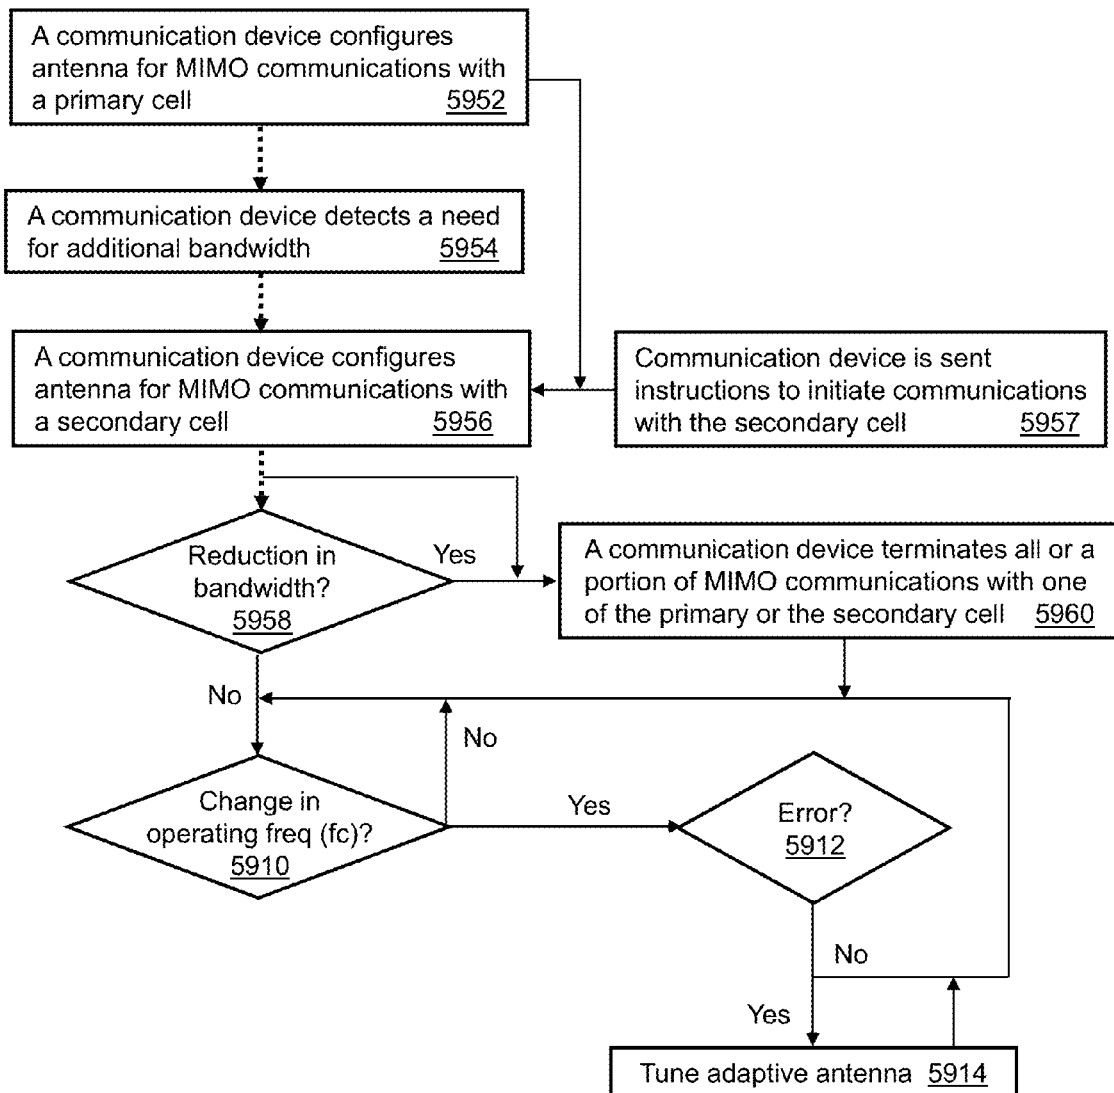 A communication device configures
antenna for MIMO communications with
a primary cell 5952
A communication device detects a need
for additional bandwidth 5954
A communication device configures
antenna for MIMO communications with
a secondary cell 5956
Communication device is sent
instructions to initiate communications
with the secondary cell 5957
Reduction in
bandwidth?
5958
Yes
A communication device terminates all or a
portion of MIMO communications with one
of the primary or the secondary cell 5960
No
No
Change in
operating freq (fc)?
5910
Yes
Error?
5912
No
Yes
Tune adaptive antenna 5914